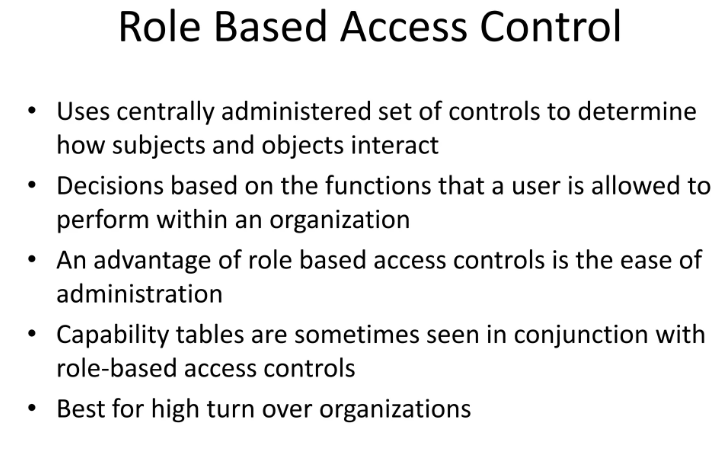 Role Based Access Control
• Uses centrally administered set of controls to determine
how subjects and objects interact
• Decisions based on the functions that a user is allowed to
perform within an organization
• An advantage of role based access controls is the ease of
administration
• Capability tables are sometimes seen in conjunction with
role-based access controls
• Best for high turn over organizations